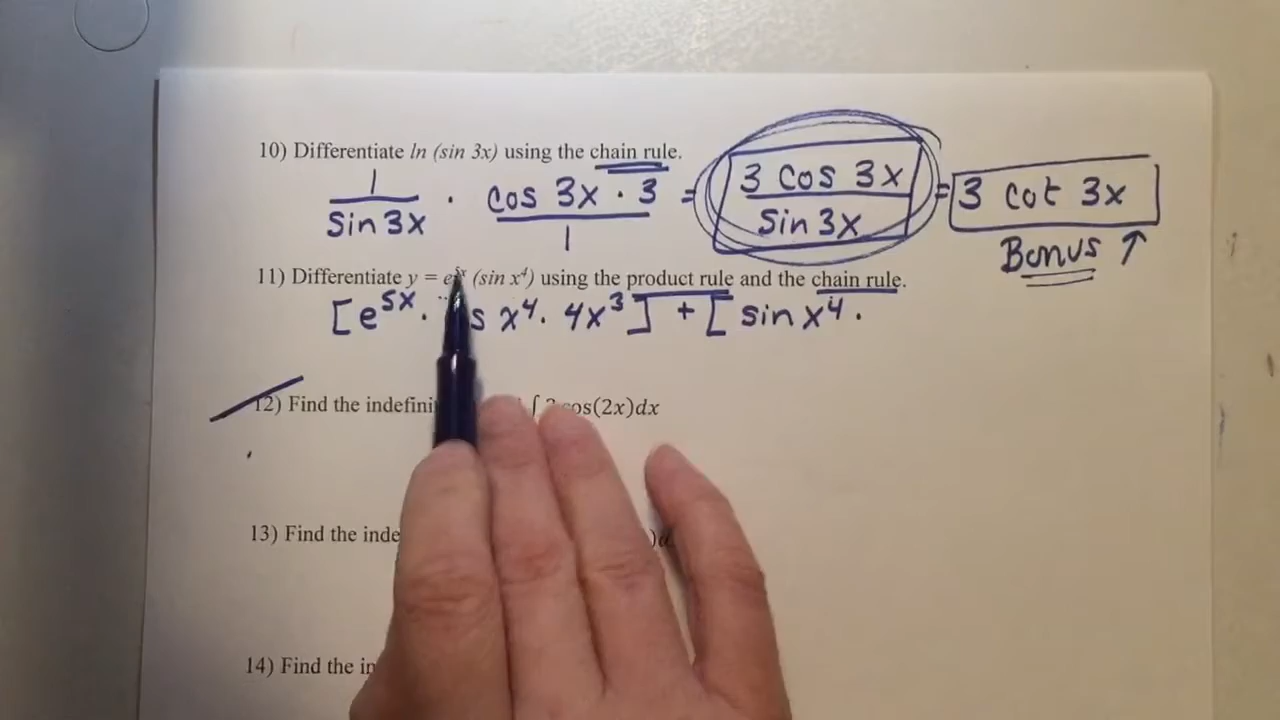 10) Differentiate ln (sin 3x) using the chain rule.
1/sin 3x · cos 3x · 3/1 = 3 cos 3x/sin 3x = 3 cot 3x
Bonus ↑
11) Differentiate y = e (sin x⁴) using the product rule and the chain rule.
[e⁵ˣ · s x⁴ · 4x³] + [sin x⁴ ·
12) Find the indefini ∫ cos(2x)dx
13) Find the inde )d
14) Find the in